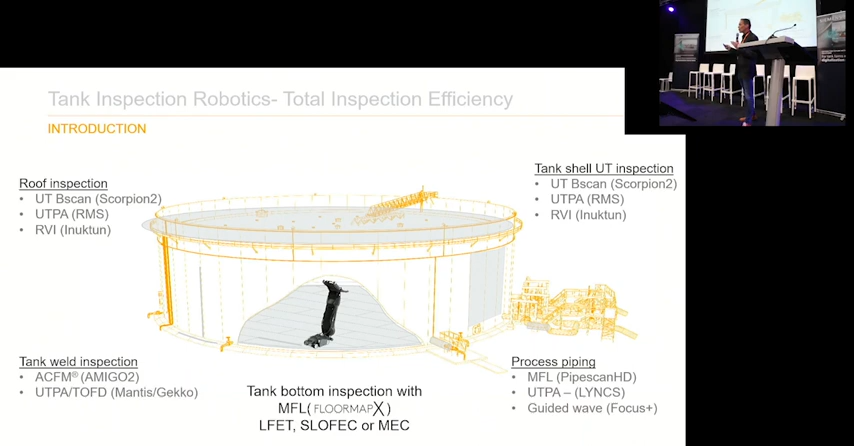 Tank Inspection Robotics- Total Inspection Efficiency
INTRODUCTION
Roof inspection
• UT Bscan (Scorpion2)
• UTPA (RMS)
• RVI (Inuktun)
Tank shell UT inspection
• UT Bscan (Scorpion2)
• UTPA (RMS)
• RVI (Inuktun)
Tank weld inspection
• ACFM® (AMIGO2)
• UTPA/TOFD (Mantis/Gekko)
Tank bottom inspection with
MFL( FLOORMAPX)
LFET, SLOFEC or MEC
Process piping
• MFL (PipescanHD)
• UTPA – (LYNCS)
• Guided wave (Focus+)